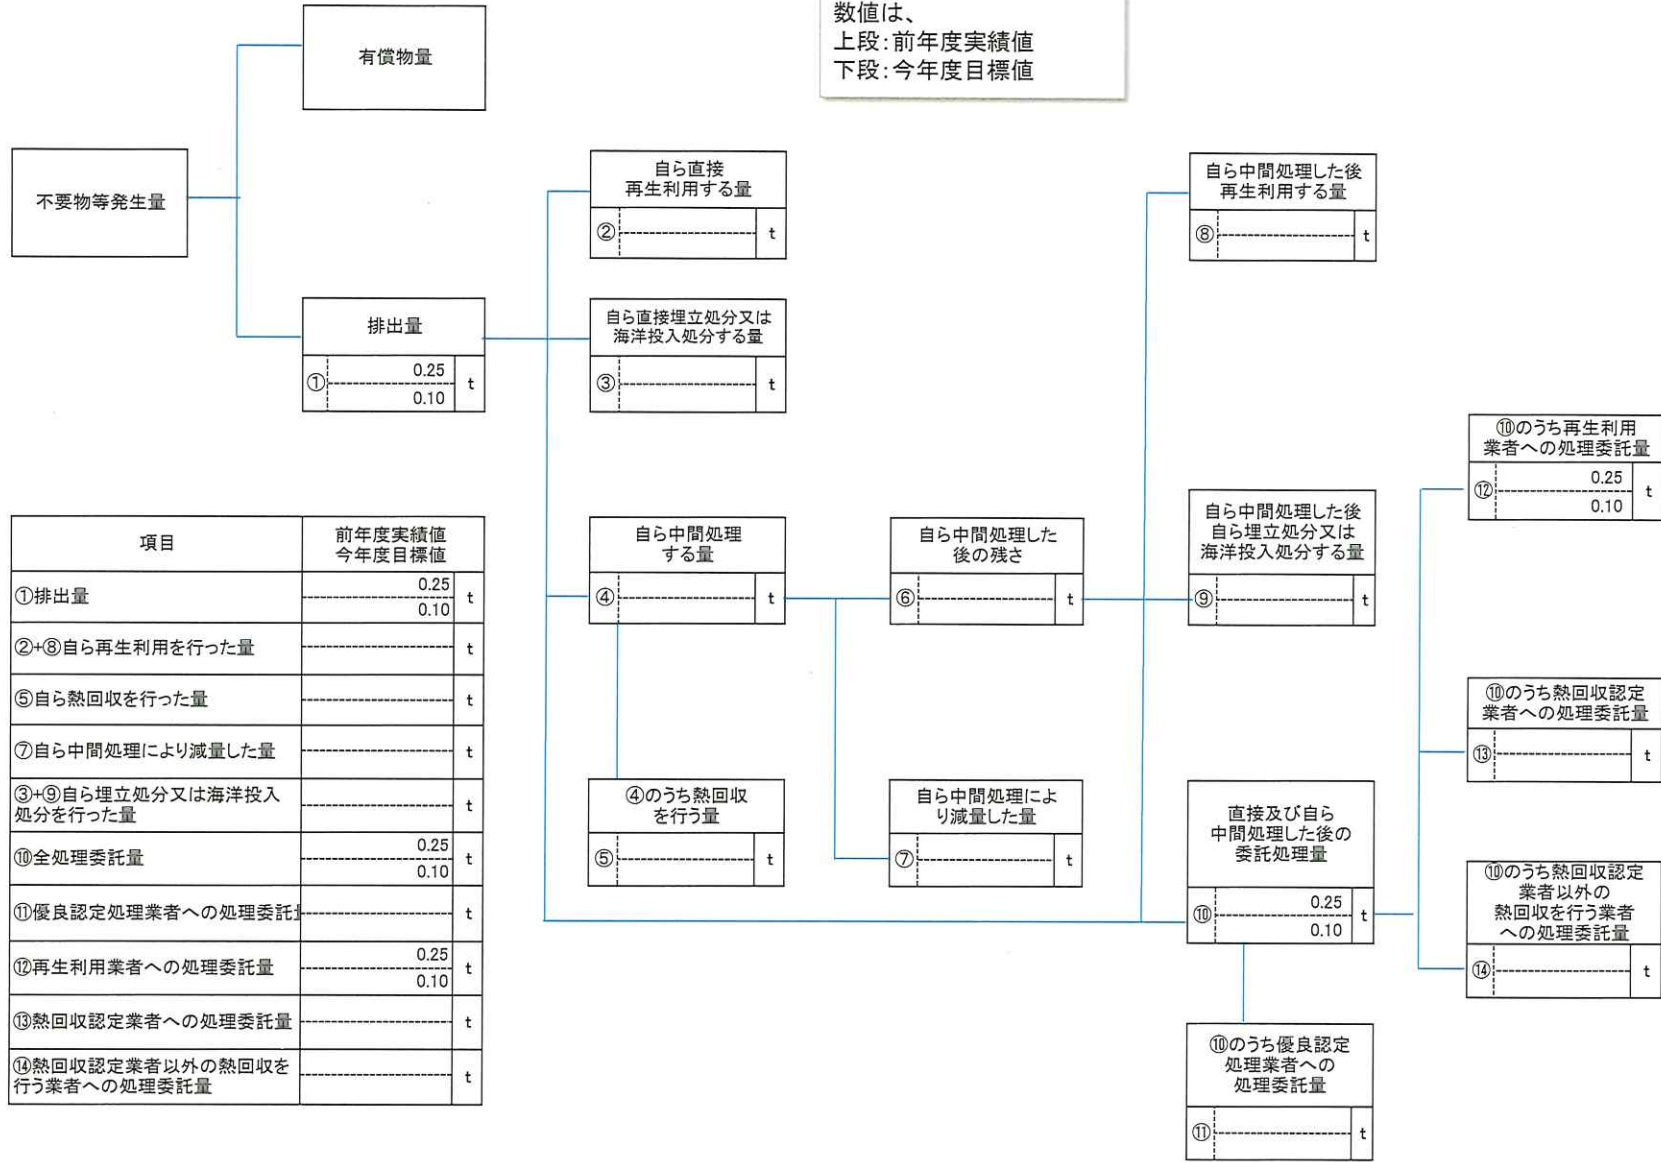 数値は、
上段:前年度実績値
下段:今年度目標値
有償物量
不要物等発生量
排出量
①
0.25
0.10
t
自ら直接
再生利用する量
②
t
自ら直接埋立処分又は
海洋投入処分する量
③
t
自ら中間処理
する量
④
t
④のうち熱回収
を行う量
⑤
t
自ら中間処理した
後の残さ
⑥
t
自ら中間処理によ
り減量した量
⑦
t
自ら中間処理した後
再生利用する量
⑧
t
自ら中間処理した後
自ら埋立処分又は
海洋投入処分する量
⑨
t
直接及び自ら
中間処理した後の
委託処理量
⑩
0.25
0.10
t
⑩のうち優良認定
処理業者への
処理委託量
⑪
t
⑩のうち再生利用
業者への処理委託量
⑫
0.25
0.10
t
⑩のうち熱回収認定
業者への処理委託量
⑬
t
⑩のうち熱回収認定
業者以外の
熱回収を行う業者
への処理委託量
⑭
t
項目
前年度実績値
今年度目標値
①排出量
0.25
0.10
t
②+⑧自ら再生利用を行った量
t
⑤自ら熱回収を行った量
t
⑦自ら中間処理により減量した量
t
③+⑨自ら埋立処分又は海洋投入
処分を行った量
t
⑩全処理委託量
0.25
0.10
t
⑪優良認定処理業者への処理委託
t
⑫再生利用業者への処理委託量
0.25
0.10
t
⑬熱回収認定業者への処理委託量
t
⑭熱回収認定業者以外の熱回収を
行う業者への処理委託量
t